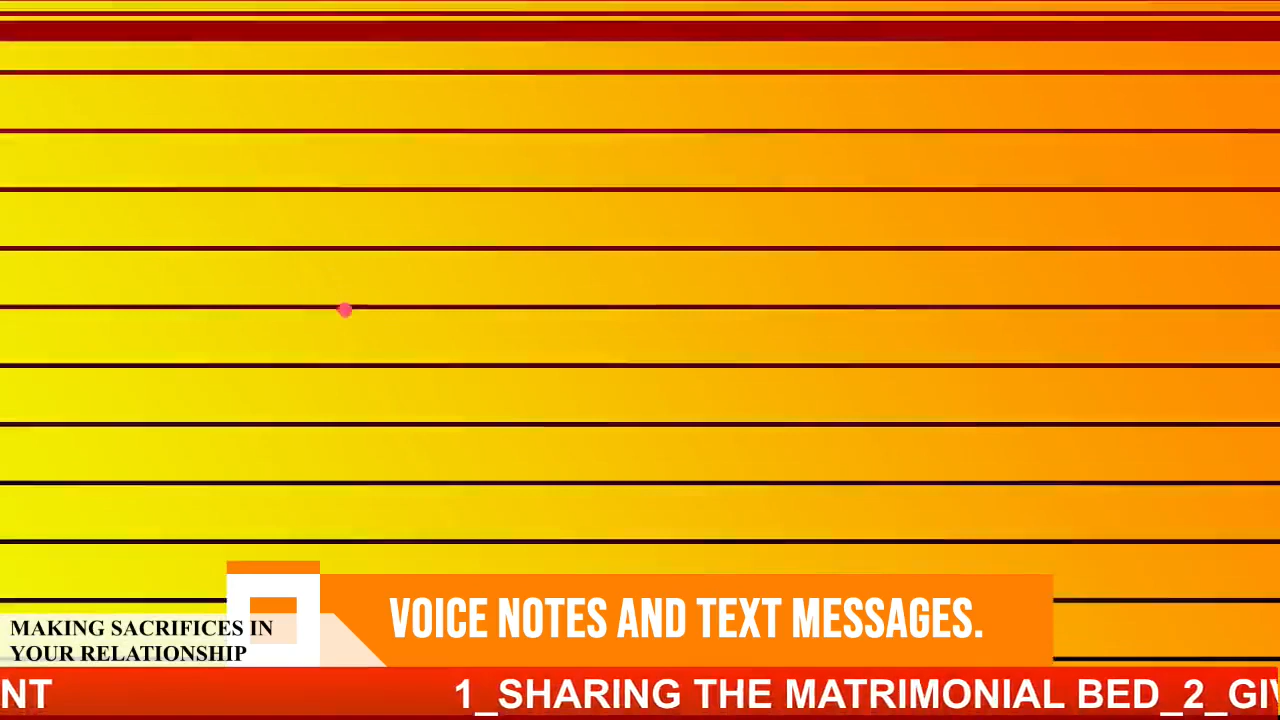 VOICE NOTES AND TEXT MESSAGES.
MAKING SACRIFICES IN
YOUR RELATIONSHIP
NT 1_SHARING THE MATRIMONIAL BED_2_GIV